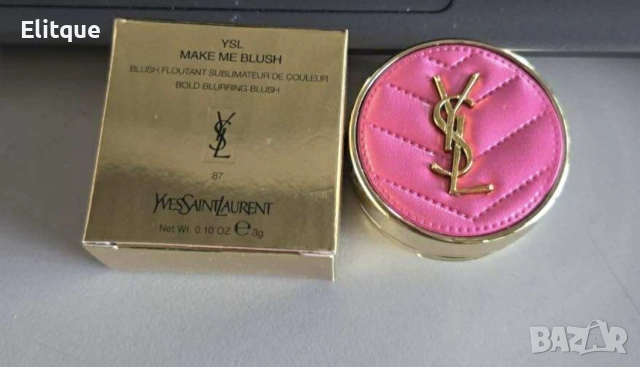 Elitque
YSL
MAKE ME BLUSH
BLUSH FLOUTANT SUBLIMATEUR DE COULEUR
BOLD BLURRING BLUSH
YSL
87
YVESSAINTLAURENT
Net Wt. 0.10 OZ ℮ 3g
YSL
BAZAR